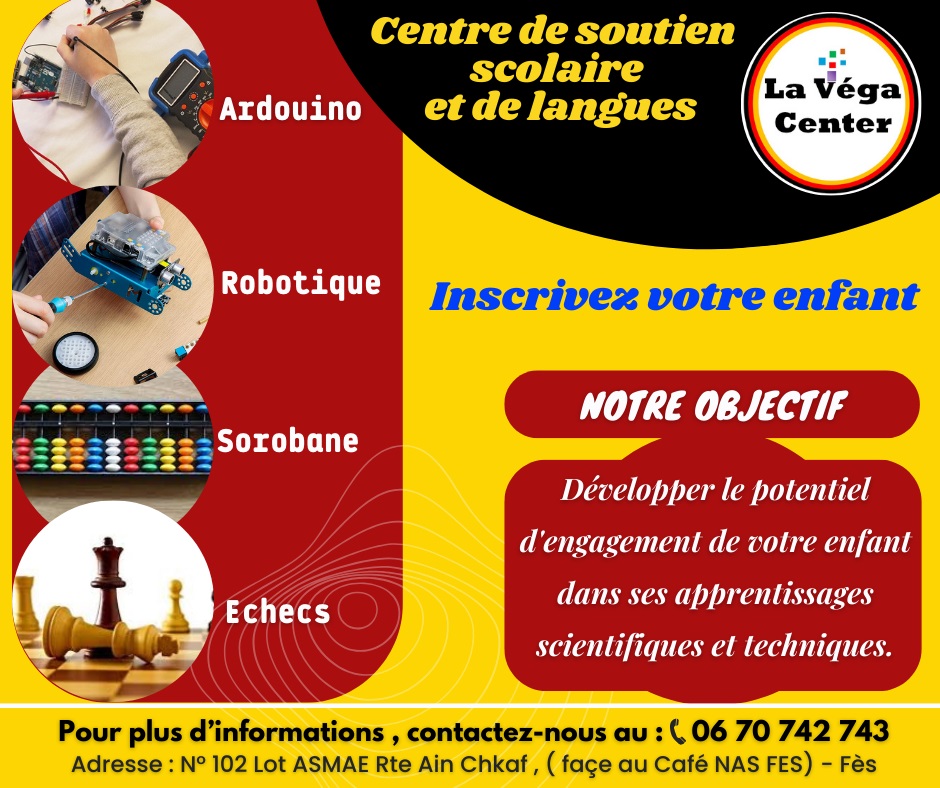 Centre de soutien
scolaire
et de langues
La Véga
Center
Ardouino
Robotique
Sorobane
Echecs
Inscrivez votre enfant
NOTRE OBJECTIF
Développer le potentiel
d'engagement de votre enfant
dans ses apprentissages
scientifiques et techniques.
Pour plus d’informations , contactez-nous au : 06 70 742 743
Adresse : N° 102 Lot ASMAE Rte Ain Chkaf , ( façe au Café NAS FES) - Fès